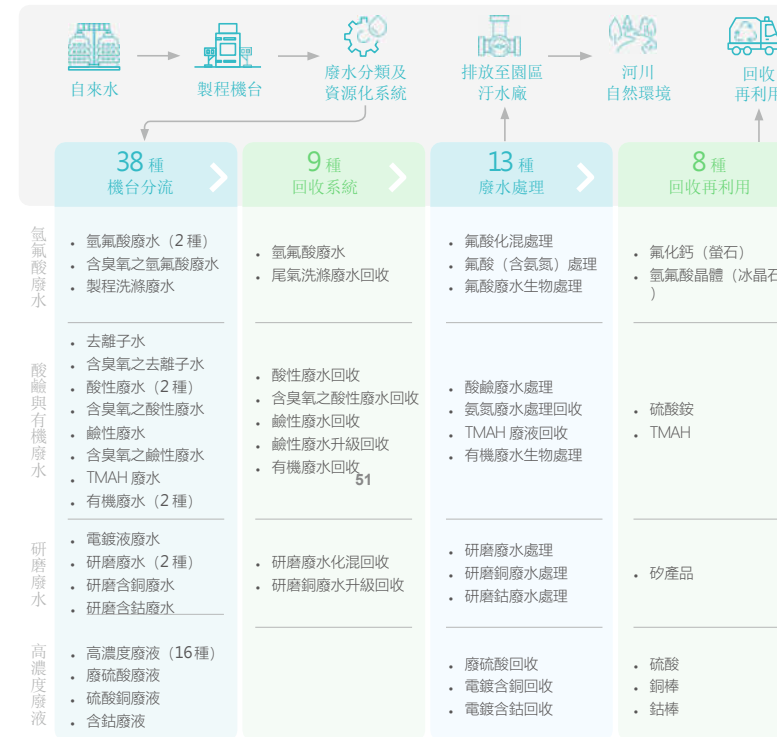 自來水
製程機台
廢水分類及
資源化系統
排放至園區
汙水廠
河川
自然環境
回收
再利用
38 種
機台分流
9 種
回收系統
13 種
廢水處理
8 種
回收再利用
氫氟酸廢水
• 氫氟酸廢水（2 種）
• 含臭氧之氫氟酸廢水
• 製程洗滌廢水
• 氫氟酸廢水
• 尾氣洗滌廢水回收
• 氟酸化混處理
• 氟酸（含氨氮）處理
• 氟酸廢水生物處理
• 氟化鈣（螢石）
• 氫氟酸晶體（冰晶石
）
酸鹼與有機廢水
• 去離子水
• 含臭氧之去離子水
• 酸性廢水（2 種）
• 含臭氧之酸性廢水
• 鹼性廢水
• 含臭氧之鹼性廢水
• TMAH 廢水
• 有機廢水（2 種）
• 酸性廢水回收
• 含臭氧之酸性廢水回收
• 鹼性廢水回收
• 鹼性廢水升級回收
• 有機廢水回收
51
• 酸鹼廢水處理
• 氨氮廢水處理回收
• TMAH 廢液回收
• 有機廢水生物處理
• 硫酸銨
• TMAH
研磨廢水
• 電鍍液廢水
• 研磨廢水（2 種）
• 研磨含銅廢水
• 研磨含鈷廢水
• 研磨廢水化混回收
• 研磨銅廢水升級回收
• 研磨廢水處理
• 研磨銅廢水處理
• 研磨鈷廢水處理
• 矽產品
高濃度廢液
• 高濃度廢液（16 種）
• 廢硫酸廢液
• 硫酸銅廢液
• 含鈷廢液
• 廢硫酸回收
• 電鍍含銅回收
• 電鍍含鈷回收
• 硫酸
• 銅棒
• 鈷棒